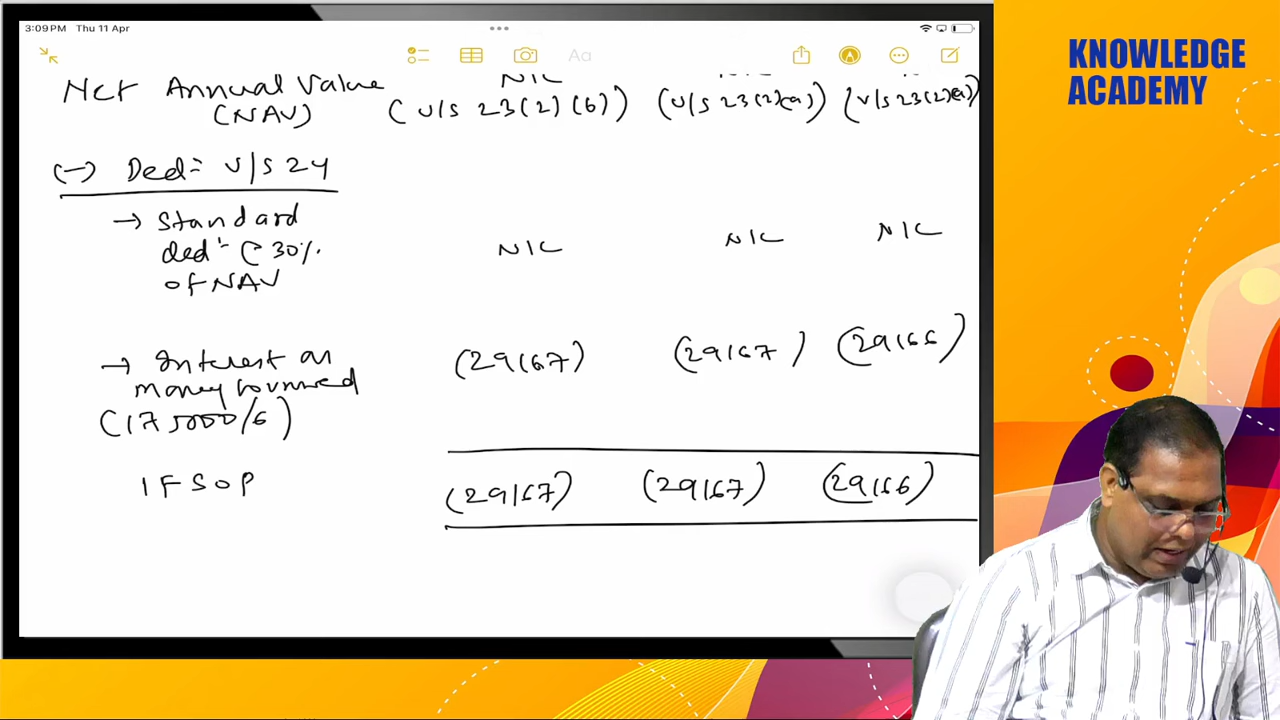 3:09 PM Thu 11 Apr
Aa
KNOWLEDGE
ACADEMY
Net Annual Value NIL
(NAV) (U/S 23(2)(b)) (U/S 23(2)(a)) (U/S 23(2)(a))
(-) Ded= U/S 24
→ Standard
ded= @ 30% NIL NIL NIL
of NAV
→ Interest on
money borrowed (29167) (29167) (29166)
(175000/6)
IFSOP (29167) (29167) (29166)